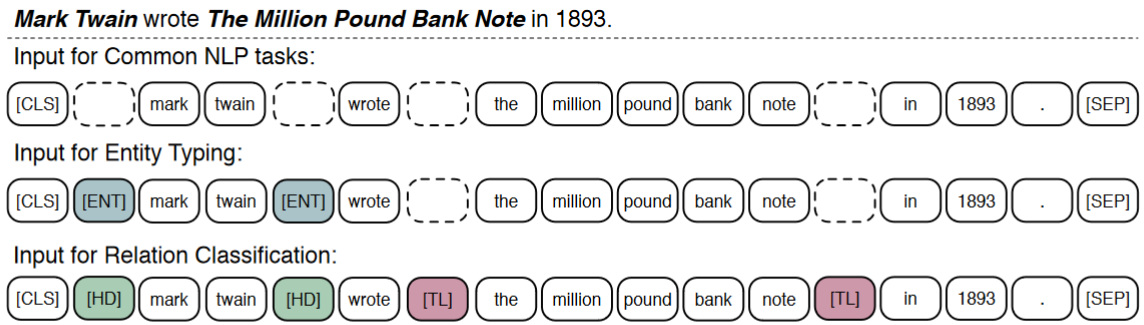 Mark Twain wrote The Million Pound Bank Note in 1893.
Input for Common NLP tasks:
[CLS] mark twain wrote the million pound bank note in 1893 . [SEP]
Input for Entity Typing:
[CLS] [ENT] mark twain [ENT] wrote the million pound bank note in 1893 . [SEP]
Input for Relation Classification:
[CLS] [HD] mark twain [HD] wrote [TL] the million pound bank note [TL] in 1893 . [SEP]